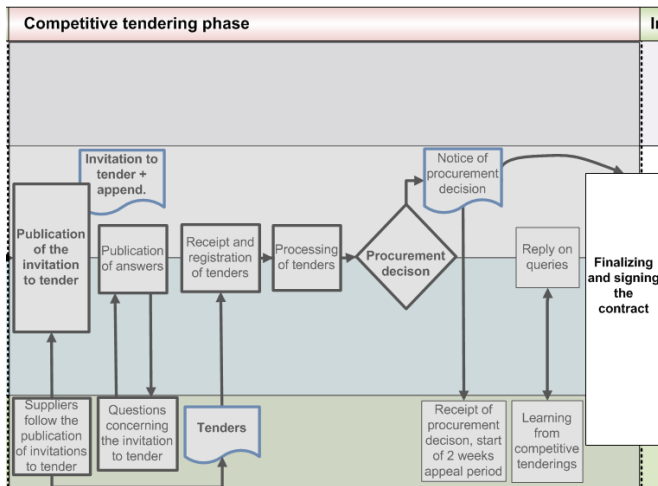 Competitive tendering phase
In
Invitation to
tender +
append.
Notice of
procurement
decision
Publication
of the
invitation
to tender
Publication
of answers
Receipt and
registration
of tenders
Processing
of tenders
Procurement
decison
Reply on
queries
Finalizing
and signing
the
contract
Suppliers
follow the
publication
of invitations
to tender
Questions
concerning
the invitation
to tender
Tenders
Receipt of
procurement
decison, start
of 2 weeks
appeal period
Learning
from
competitive
tenderings